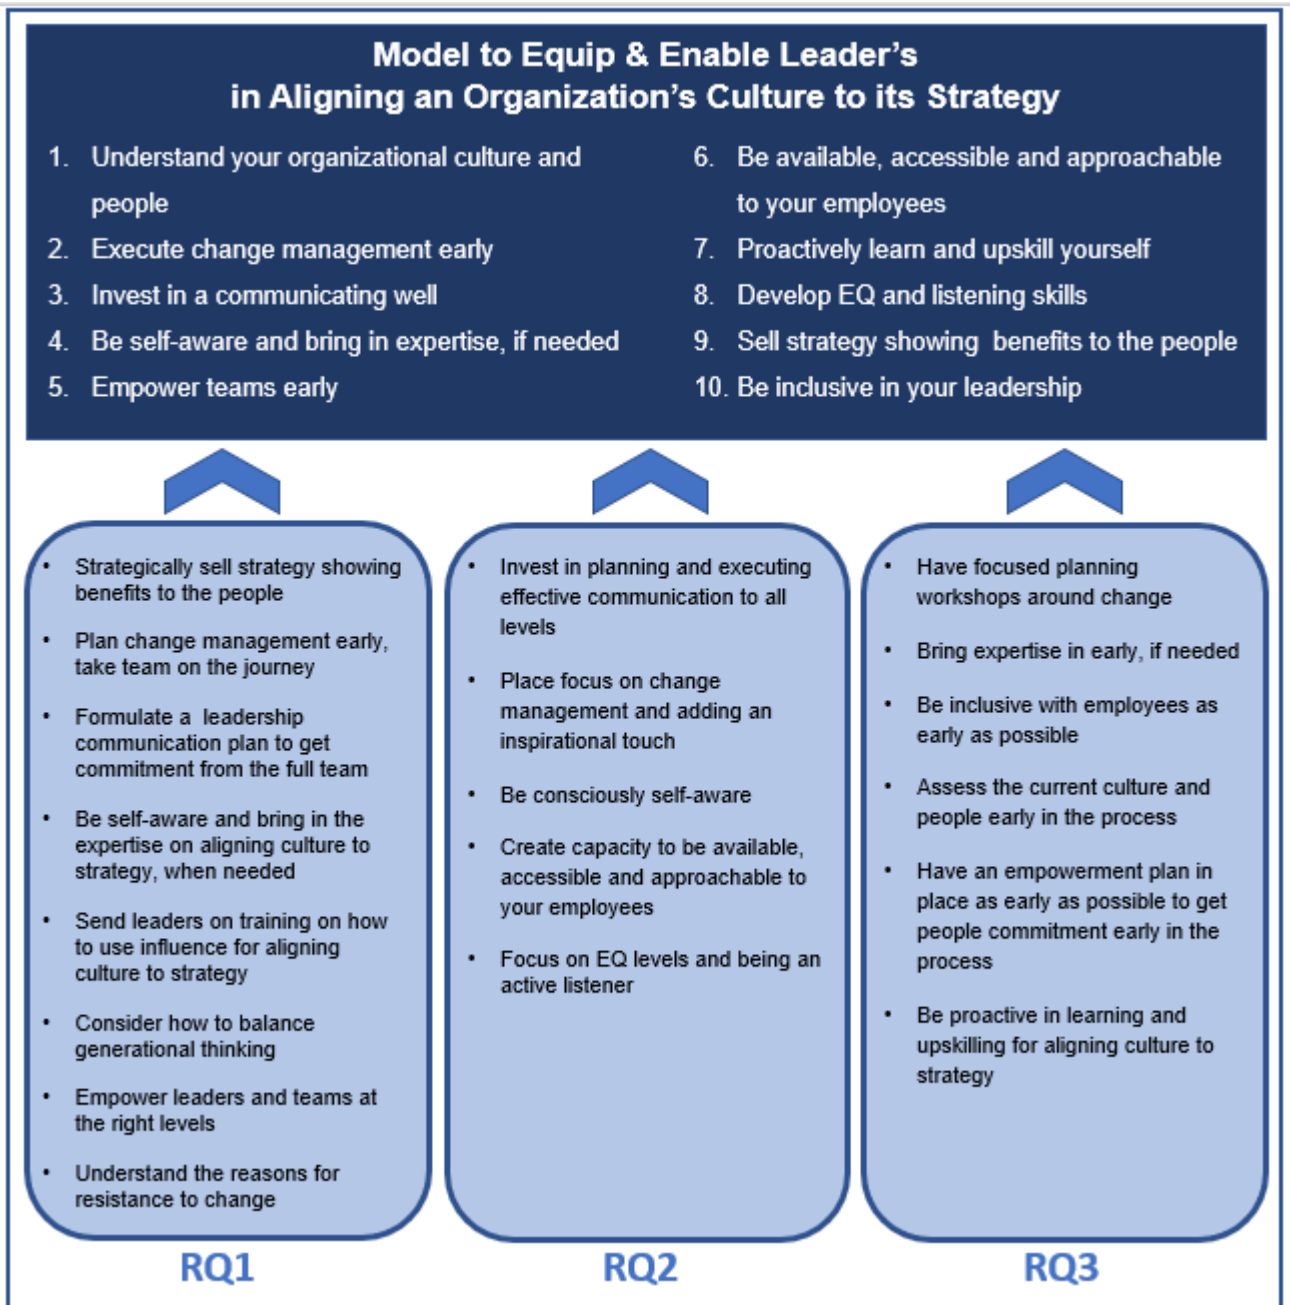 Model to Equip & Enable Leader's
in Aligning an Organization's Culture to its Strategy
1. Understand your organizational culture and
people
2. Execute change management early
3. Invest in a communicating well
4. Be self-aware and bring in expertise, if needed
5. Empower teams early
6. Be available, accessible and approachable
to your employees
7. Proactively learn and upskill yourself
8. Develop EQ and listening skills
9. Sell strategy showing benefits to the people
10. Be inclusive in your leadership
• Strategically sell strategy showing
benefits to the people
• Plan change management early,
take team on the journey
• Formulate a leadership
communication plan to get
commitment from the full team
• Be self-aware and bring in the
expertise on aligning culture to
strategy, when needed
• Send leaders on training on how
to use influence for aligning
culture to strategy
• Consider how to balance
generational thinking
• Empower leaders and teams at
the right levels
• Understand the reasons for
resistance to change
RQ1
• Invest in planning and executing
effective communication to all
levels
• Place focus on change
management and adding an
inspirational touch
• Be consciously self-aware
• Create capacity to be available,
accessible and approachable to
your employees
• Focus on EQ levels and being an
active listener
RQ2
• Have focused planning
workshops around change
• Bring expertise in early, if needed
• Be inclusive with employees as
early as possible
• Assess the current culture and
people early in the process
• Have an empowerment plan in
place as early as possible to get
people commitment early in the
process
• Be proactive in learning and
upskilling for aligning culture to
strategy
RQ3